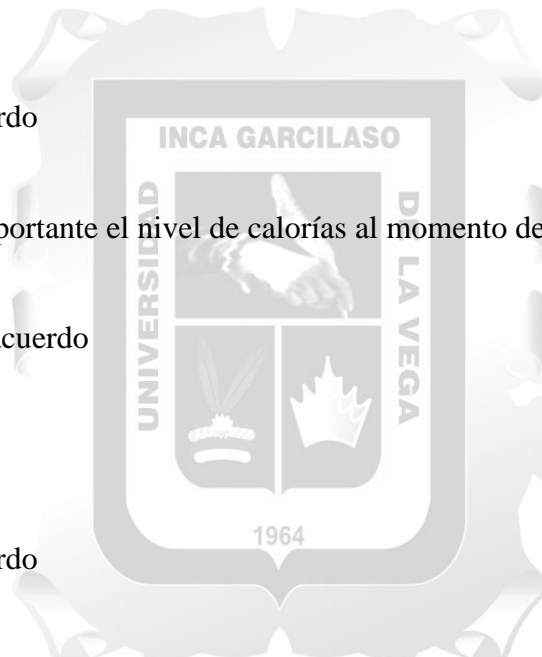 rdo
INCA GARCILASO
UNIVERSIDAD
DE LA VEGA
portante el nivel de calorías al momento de
cuerdo
1964
rdo